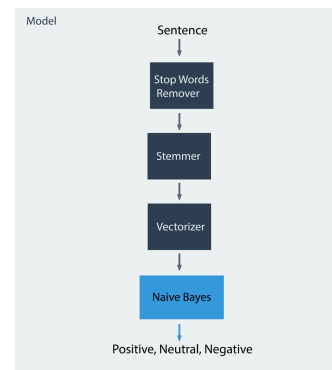 Model
Sentence
Stop Words
Remover
Stemmer
Vectorizer
Naive Bayes
Positive, Neutral, Negative